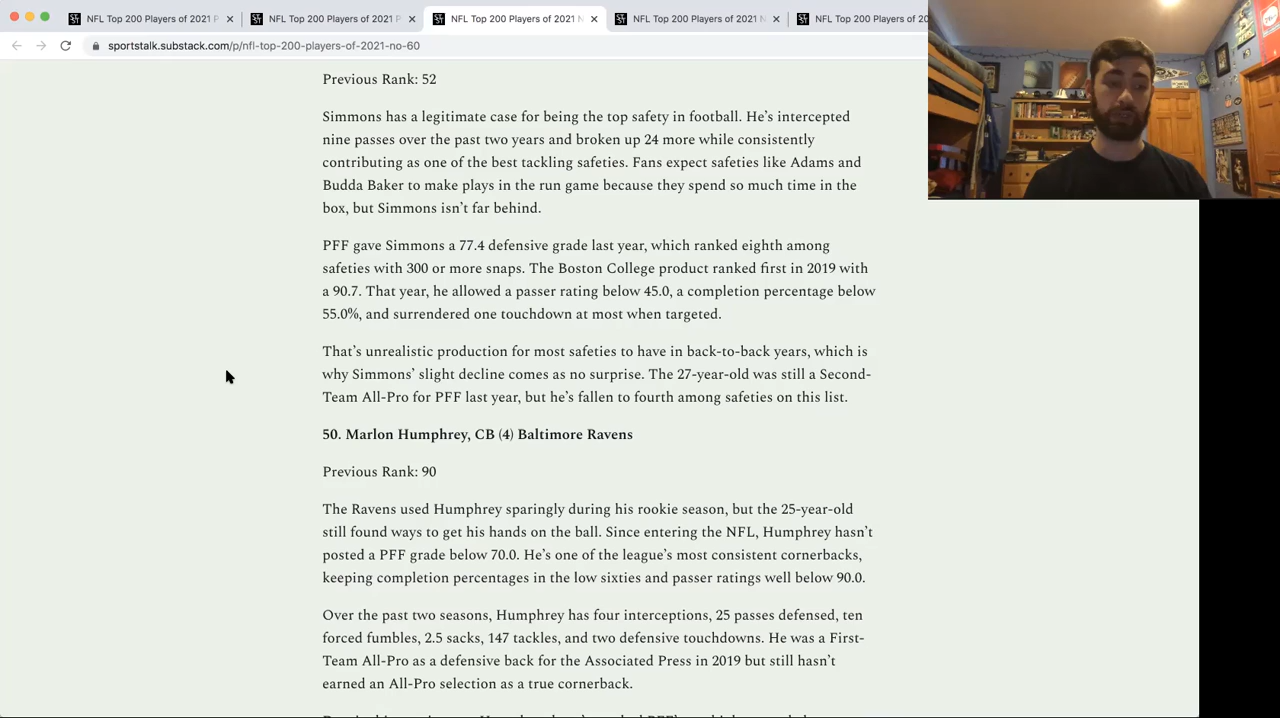 NFL Top 200 Players of 2021 P
NFL Top 200 Players of 2021 P
NFL Top 200 Players of 2021 N
NFL Top 200 Players of 2021 N
NFL Top 200 Players of 20
sportstalk.substack.com/p/nfl-top-200-players-of-2021-no-60
Previous Rank: 52
Simmons has a legitimate case for being the top safety in football. He’s intercepted
nine passes over the past two years and broken up 24 more while consistently
contributing as one of the best tackling safeties. Fans expect safeties like Adams and
Budda Baker to make plays in the run game because they spend so much time in the
box, but Simmons isn’t far behind.
PFF gave Simmons a 77.4 defensive grade last year, which ranked eighth among
safeties with 300 or more snaps. The Boston College product ranked first in 2019 with
a 90.7. That year, he allowed a passer rating below 45.0, a completion percentage below
55.0%, and surrendered one touchdown at most when targeted.
That’s unrealistic production for most safeties to have in back-to-back years, which is
why Simmons’ slight decline comes as no surprise. The 27-year-old was still a Second-
Team All-Pro for PFF last year, but he’s fallen to fourth among safeties on this list.
50. Marlon Humphrey, CB (4) Baltimore Ravens
Previous Rank: 90
The Ravens used Humphrey sparingly during his rookie season, but the 25-year-old
still found ways to get his hands on the ball. Since entering the NFL, Humphrey hasn’t
posted a PFF grade below 70.0. He’s one of the league’s most consistent cornerbacks,
keeping completion percentages in the low sixties and passer ratings well below 90.0.
Over the past two seasons, Humphrey has four interceptions, 25 passes defensed, ten
forced fumbles, 2.5 sacks, 147 tackles, and two defensive touchdowns. He was a First-
Team All-Pro as a defensive back for the Associated Press in 2019 but still hasn’t
earned an All-Pro selection as a true cornerback.